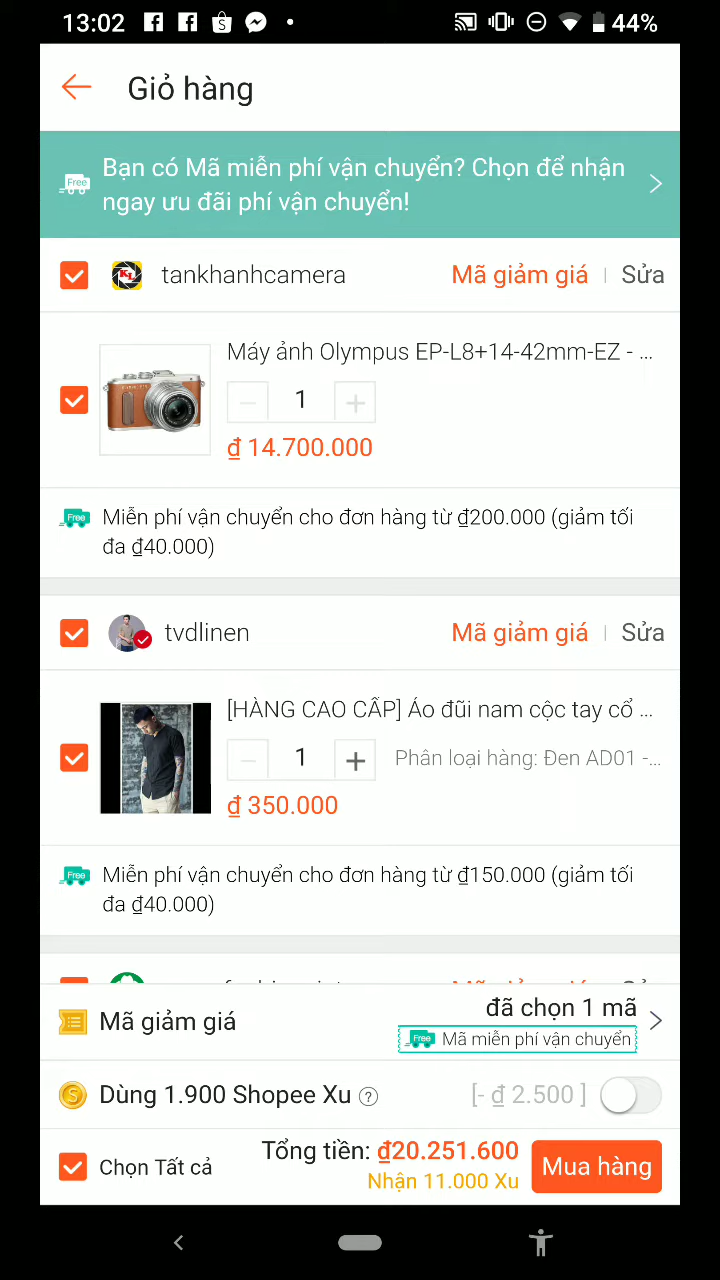 13:02
44%
Giỏ hàng
Bạn có Mã miễn phí vận chuyển? Chọn để nhận
ngay ưu đãi phí vận chuyển!
Free
tankhanhcamera
Mã giảm giá
Sửa
Máy ảnh Olympus EP-L8+14-42mm-EZ - ...
1
₫ 14.700.000
Free
Miễn phí vận chuyển cho đơn hàng từ ₫200.000 (giảm tối
đa ₫40.000)
tvdlinen
Mã giảm giá
Sửa
[HÀNG CAO CẤP] Áo đũi nam cộc tay cổ ...
1
Phân loại hàng: Đen AD01 -...
₫ 350.000
Free
Miễn phí vận chuyển cho đơn hàng từ ₫150.000 (giảm tối
đa ₫40.000)
Mã giảm giá
đã chọn 1 mã
Free Mã miễn phí vận chuyển
Dùng 1.900 Shopee Xu
[- ₫ 2.500 ]
Chọn Tất cả
Tổng tiền: ₫20.251.600
Nhận 11.000 Xu
Mua hàng